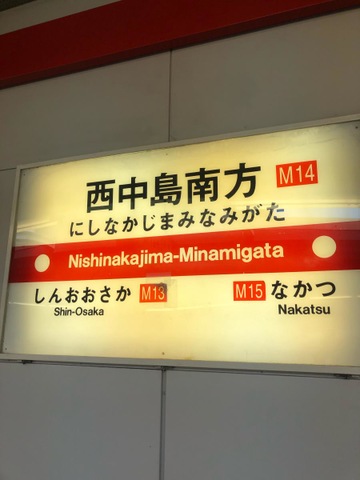 西中島南方 M14
にしなかじまみなみがた
Nishinakajima-Minamigata
しんおおさか M13 M15 なかつ
Shin-Osaka Nakatsu